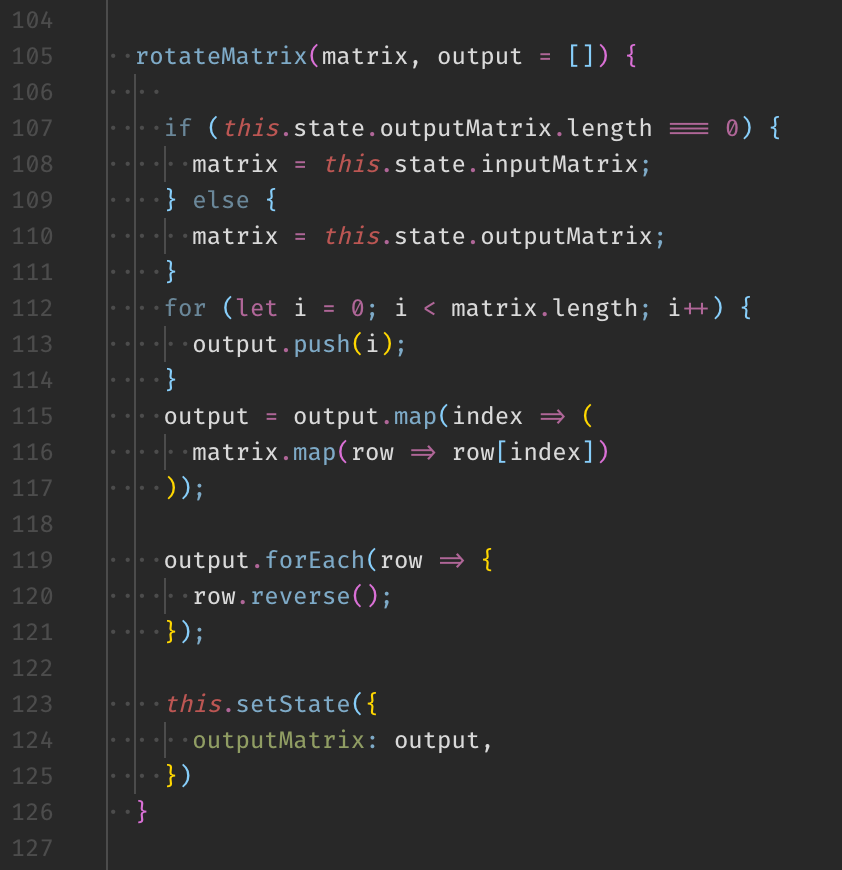 104
105 rotateMatrix(matrix, output = []) {
106
107 if (this.state.outputMatrix.length === 0) {
108 matrix = this.state.inputMatrix;
109 } else {
110 matrix = this.state.outputMatrix;
111 }
112 for (let i = 0; i < matrix.length; i++) {
113 output.push(i);
114 }
115 output = output.map(index => (
116 matrix.map(row => row[index])
117 ));
118
119 output.forEach(row => {
120 row.reverse();
121 });
122
123 this.setState({
124 outputMatrix: output,
125 })
126 }
127